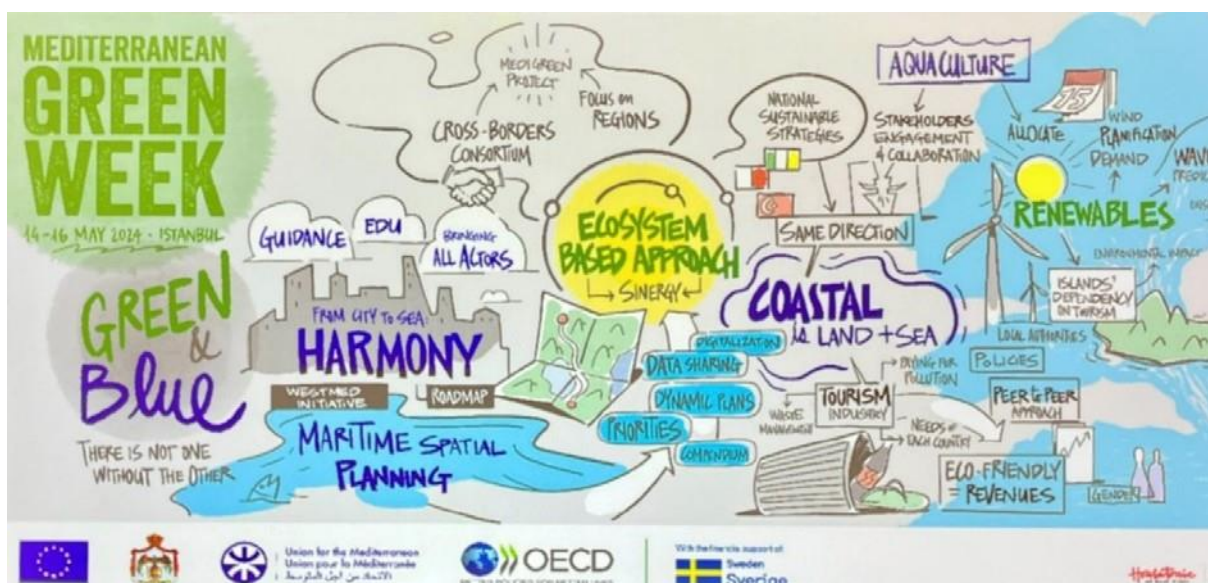 MEDITERRANEAN
GREEN
WEEK
14-16 MAY 2024 · ISTANBUL
GREEN
&
Blue
THERE IS NOT ONE
WITHOUT THE OTHER
MEDIGREEN
PROJECT
FOCUS ON
REGIONS
CROSS-BORDERS
CONSORTIUM
GUIDANCE
EDU
BRINGING
ALL ACTORS
FROM CITY TO SEA:
HARMONY
WESTMED
INITIATIVE
ROADMAP
MARITIME SPATIAL
PLANNING
ECOSYSTEM
BASED APPROACH
SINERGY
DIGITALIZATION
DATA SHARING
DYNAMIC PLANS
PRIORITIES
COMPENDIUM
NATIONAL
SUSTAINABLE
STRATEGIES
AQUACULTURE
STAKEHOLDERS
ENGAGEMENT
& COLLABORATION
SAME DIRECTION
COASTAL
is LAND + SEA
TOURISM
INDUSTRY
WASTE
MANAGEMENT
PAYING FOR
POLLUTION
NEEDS OF
EACH COUNTRY
ALLOCATE
15
WIND
PLANIFICATION
DEMAND
RENEWABLES
ENVIRONMENTAL IMPACT
ISLANDS'
DEPENDENCY
ON TOURISM
LOCAL AUTHORITIES
POLICIES
PEER to PEER
APPROACH
ECO-FRIENDLY
= REVENUES
GENDER
Union for the Mediterranean
Union pour la Méditerranée
الاتحاد من أجل المتوسط
OECD
With the financial support of
Sweden
Sverige